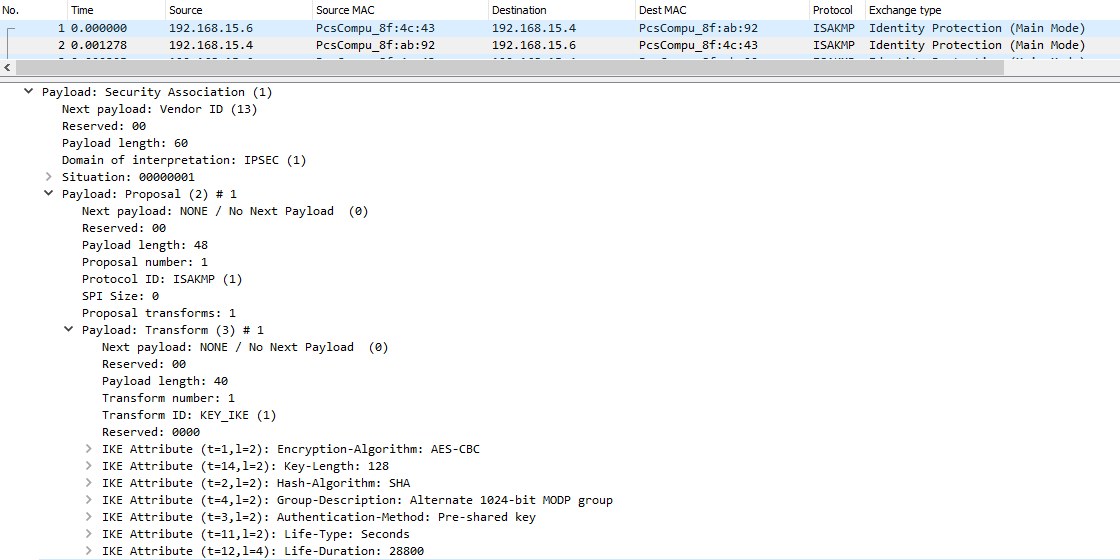 No. Time Source Source MAC Destination Dest MAC Protocol Exchange type
1 0.000000 192.168.15.6 PcsCompu_8f:4c:43 192.168.15.4 PcsCompu_8f:ab:92 ISAKMP Identity Protection (Main Mode)
2 0.001278 192.168.15.4 PcsCompu_8f:ab:92 192.168.15.6 PcsCompu_8f:4c:43 ISAKMP Identity Protection (Main Mode)
Payload: Security Association (1)
Next payload: Vendor ID (13)
Reserved: 00
Payload length: 60
Domain of interpretation: IPSEC (1)
Situation: 00000001
Payload: Proposal (2) # 1
Next payload: NONE / No Next Payload  (0)
Reserved: 00
Payload length: 48
Proposal number: 1
Protocol ID: ISAKMP (1)
SPI Size: 0
Proposal transforms: 1
Payload: Transform (3) # 1
Next payload: NONE / No Next Payload  (0)
Reserved: 00
Payload length: 40
Transform number: 1
Transform ID: KEY_IKE (1)
Reserved: 0000
IKE Attribute (t=1,l=2): Encryption-Algorithm: AES-CBC
IKE Attribute (t=14,l=2): Key-Length: 128
IKE Attribute (t=2,l=2): Hash-Algorithm: SHA
IKE Attribute (t=4,l=2): Group-Description: Alternate 1024-bit MODP group
IKE Attribute (t=3,l=2): Authentication-Method: Pre-shared key
IKE Attribute (t=11,l=2): Life-Type: Seconds
IKE Attribute (t=12,l=4): Life-Duration: 28800